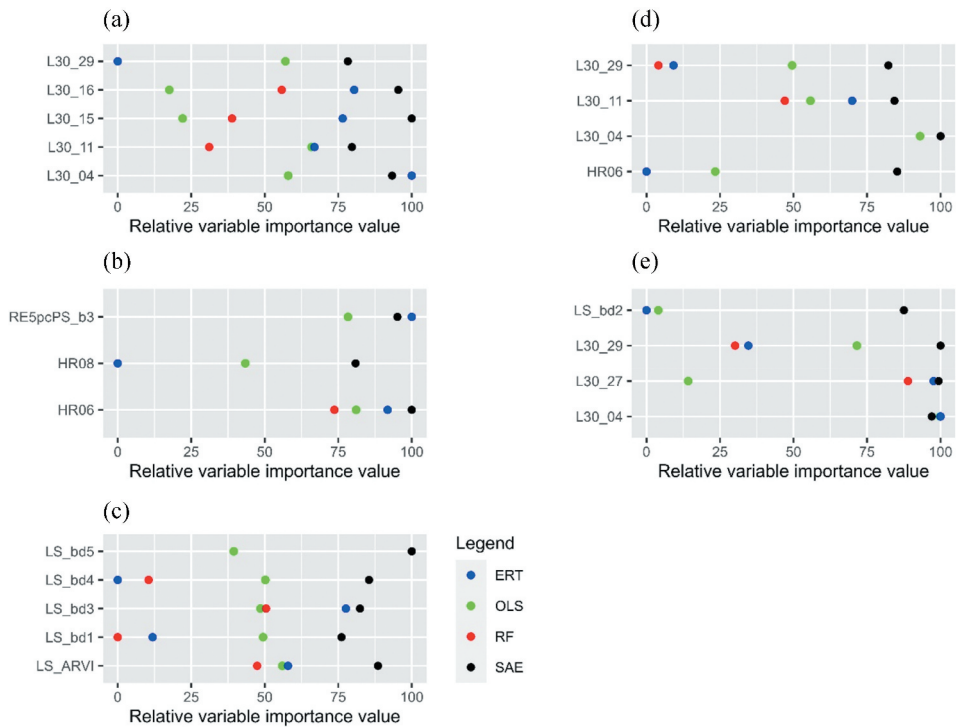 (a)
L30_29
L30_16
L30_15
L30_11
L30_04
0 25 50 75 100
Relative variable importance value
(b)
RE5pcPS_b3
HR08
HR06
0 25 50 75 100
Relative variable importance value
(c)
LS_bd5
LS_bd4
LS_bd3
LS_bd1
LS_ARVI
0 25 50 75 100
Relative variable importance value
Legend
ERT
OLS
RF
SAE
(d)
L30_29
L30_11
L30_04
HR06
0 25 50 75 100
Relative variable importance value
(e)
LS_bd2
L30_29
L30_27
L30_04
0 25 50 75 100
Relative variable importance value